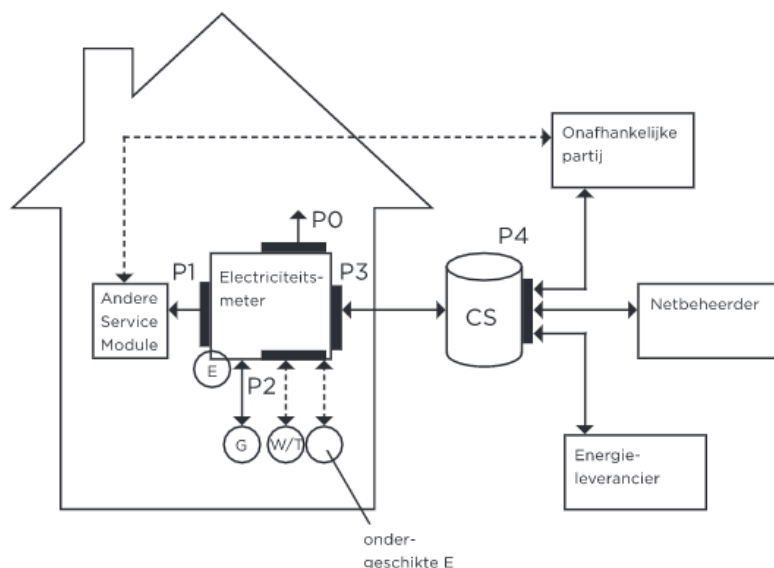 Onafhankelijke
partij
P0
P4
P1
Electriciteits-
meter
P3
Andere
Service
Module
CS
Netbeheerder
E
P2
G
W/T
Energie-
leverancier
onder-
geschikte E